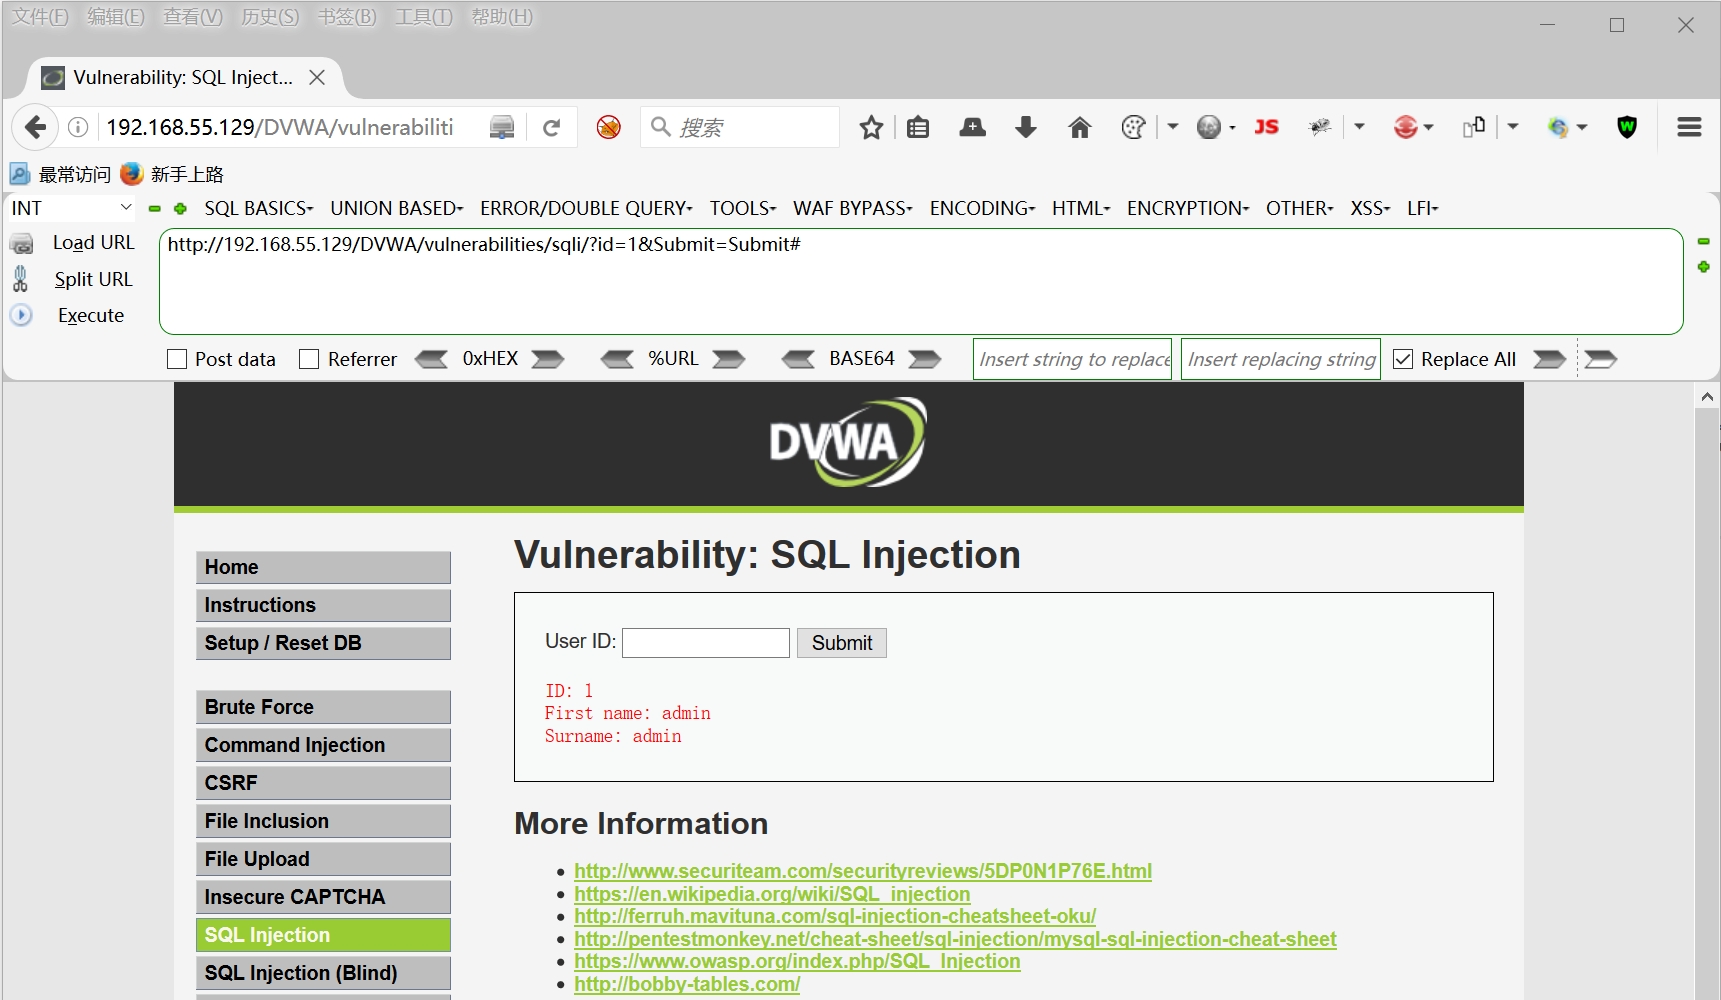 文件(F) 编辑(E) 查看(V) 历史(S) 书签(B) 工具(T) 帮助(H)
Vulnerability: SQL Inject...
192.168.55.129/DVWA/vulnerabiliti 搜索 JS W
最常访问 新手上路
INT SQL BASICS UNION BASED ERROR/DOUBLE QUERY TOOLS WAF BYPASS ENCODING HTML ENCRYPTION OTHER XSS LFI
Load URL http://192.168.55.129/DVWA/vulnerabilities/sqli/?id=1&Submit=Submit#
Split URL
Execute
Post data Referrer 0xHEX %URL BASE64 Insert string to replace Insert replacing string Replace All
DVWA
Vulnerability: SQL Injection
Home
Instructions
Setup / Reset DB
Brute Force
Command Injection
CSRF
File Inclusion
File Upload
Insecure CAPTCHA
SQL Injection
SQL Injection (Blind)
User ID: Submit
ID: 1
First name: admin
Surname: admin
More Information
http://www.securiteam.com/securityreviews/5DP0N1P76E.html
https://en.wikipedia.org/wiki/SQL_injection
http://ferruh.mavituna.com/sql-injection-cheatsheet-oku/
http://pentestmonkey.net/cheat-sheet/sql-injection/mysql-sql-injection-cheat-sheet
https://www.owasp.org/index.php/SQL_Injection
http://bobby-tables.com/